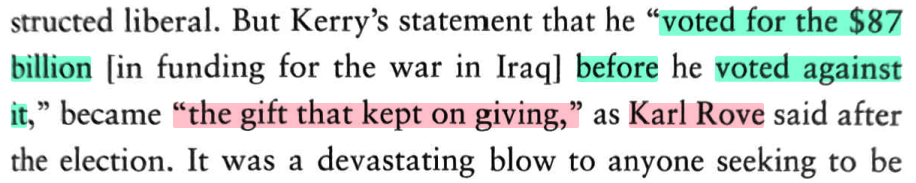 structed liberal. But Kerry’s statement that he “voted for the $87
billion [in funding for the war in Iraq] before he voted against
it,” became “the gift that kept on giving,” as Karl Rove said after
the election. It was a devastating blow to anyone seeking to be